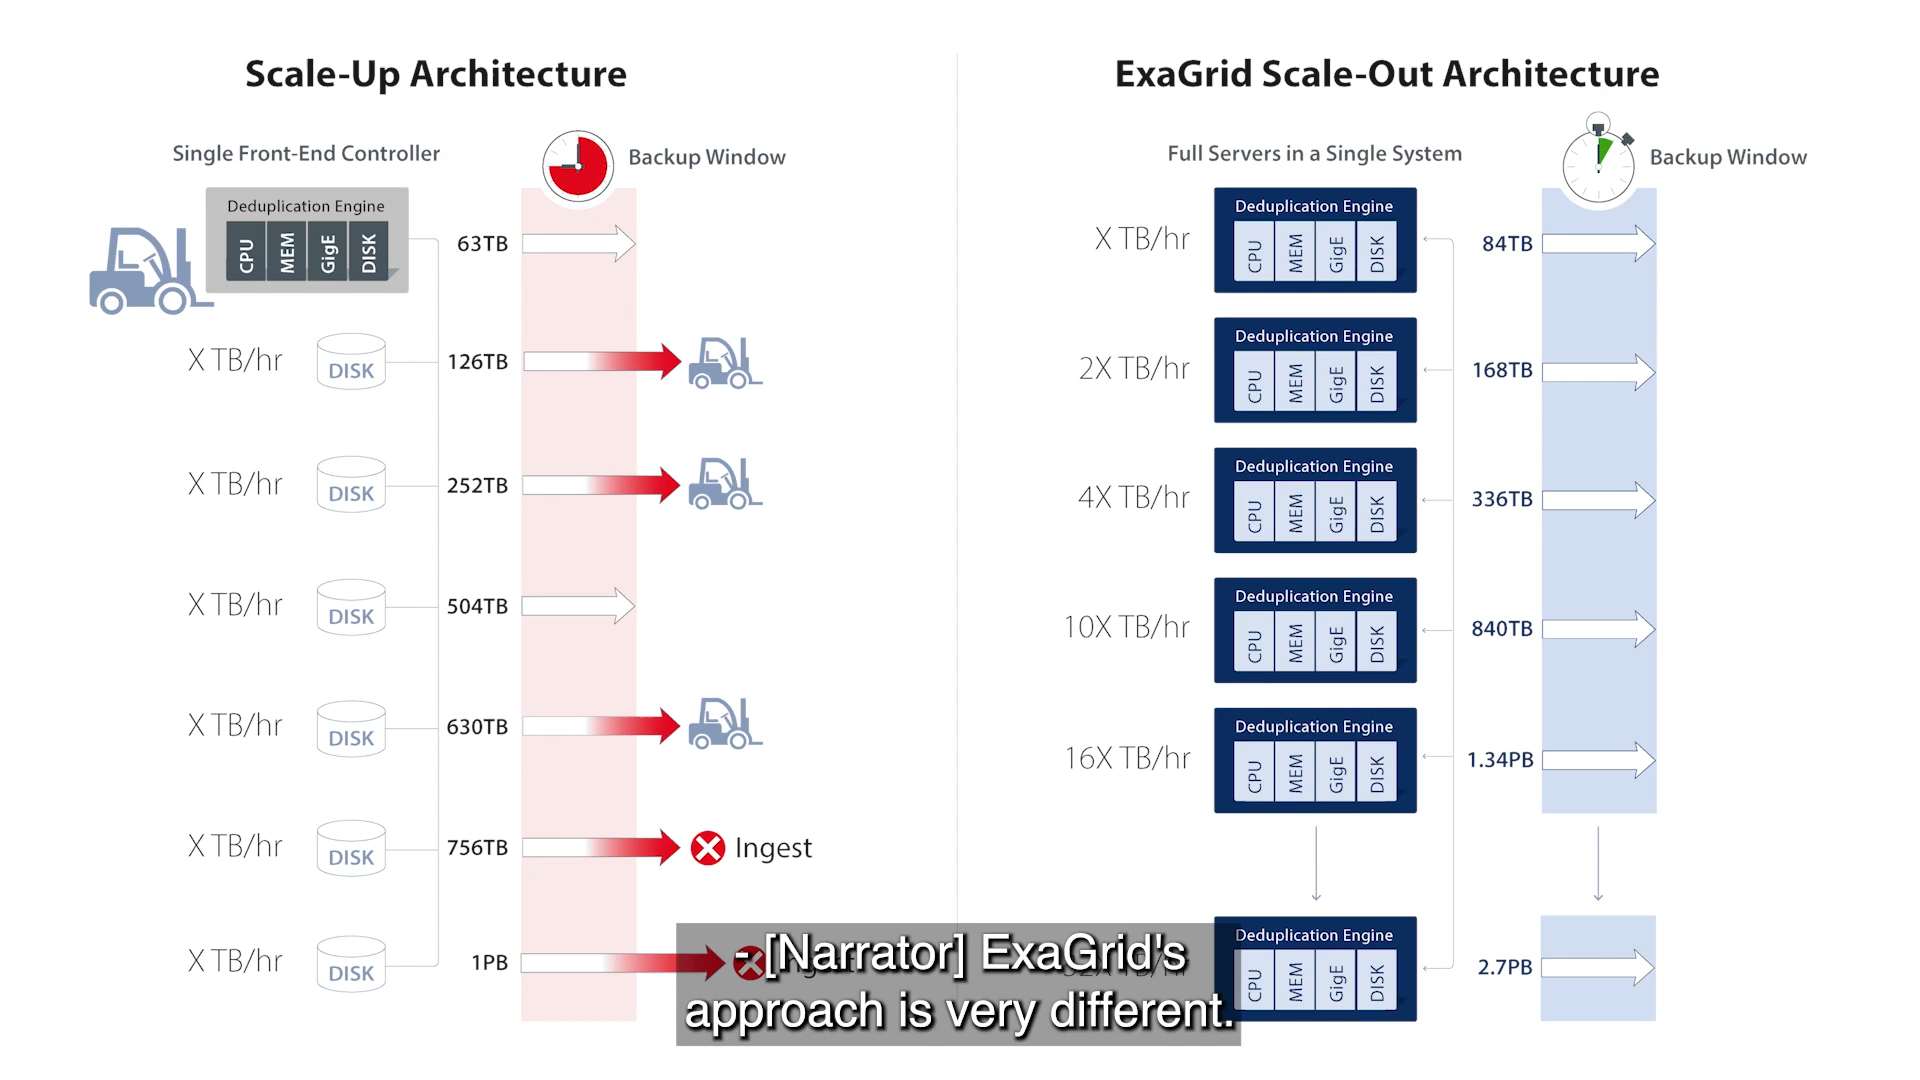 Scale-Up Architecture
Single Front-End Controller
Backup Window
Deduplication Engine
CPU
MEM
GigE
DISK
63TB
X TB/hr
DISK
126TB
X TB/hr
DISK
252TB
X TB/hr
DISK
504TB
X TB/hr
DISK
630TB
X TB/hr
DISK
756TB
Ingest
X TB/hr
DISK
1PB
ExaGrid Scale-Out Architecture
Full Servers in a Single System
Backup Window
X TB/hr
Deduplication Engine
CPU
MEM
GigE
DISK
84TB
2X TB/hr
Deduplication Engine
CPU
MEM
GigE
DISK
168TB
4X TB/hr
Deduplication Engine
CPU
MEM
GigE
DISK
336TB
10X TB/hr
Deduplication Engine
CPU
MEM
GigE
DISK
840TB
16X TB/hr
Deduplication Engine
CPU
MEM
GigE
DISK
1.34PB
Deduplication Engine
CPU
MEM
GigE
DISK
2.7PB
- [Narrator] ExaGrid's
approach is very different.